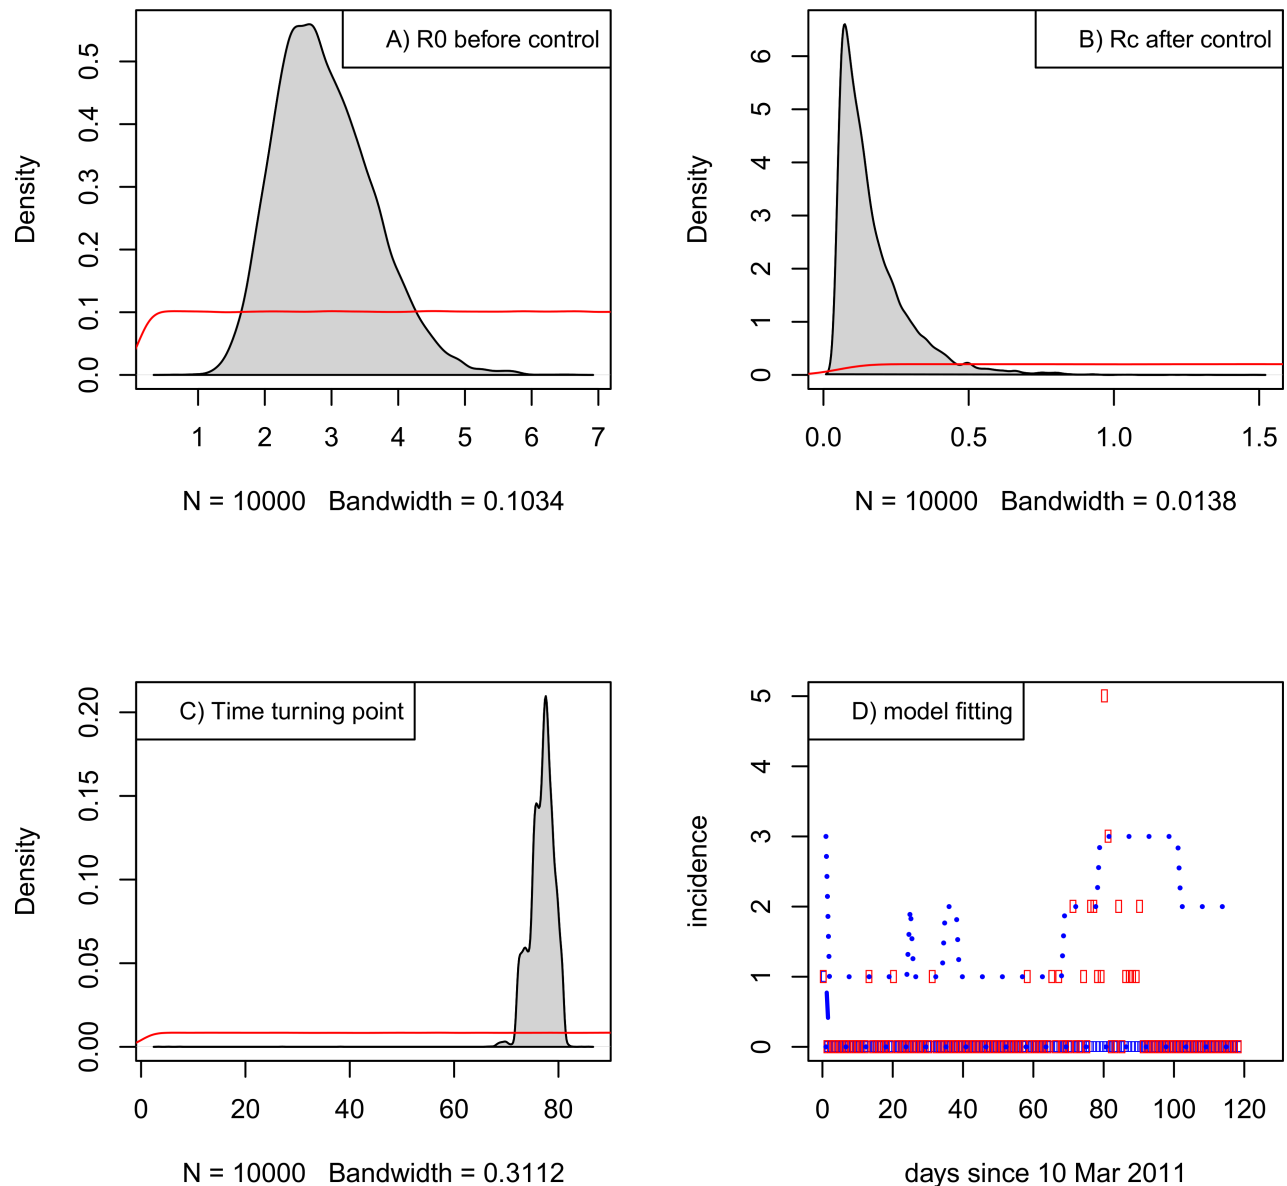 A) R0 before control
Density
0.0 0.1 0.2 0.3 0.4 0.5
1 2 3 4 5 6 7
N = 10000 Bandwidth = 0.1034
B) Rc after control
Density
0 1 2 3 4 5 6
0.0 0.5 1.0 1.5
N = 10000 Bandwidth = 0.0138
C) Time turning point
Density
0.00 0.05 0.10 0.15 0.20
0 20 40 60 80
N = 10000 Bandwidth = 0.3112
D) model fitting
incidence
0 1 2 3 4 5
0 20 40 60 80 100 120
days since 10 Mar 2011